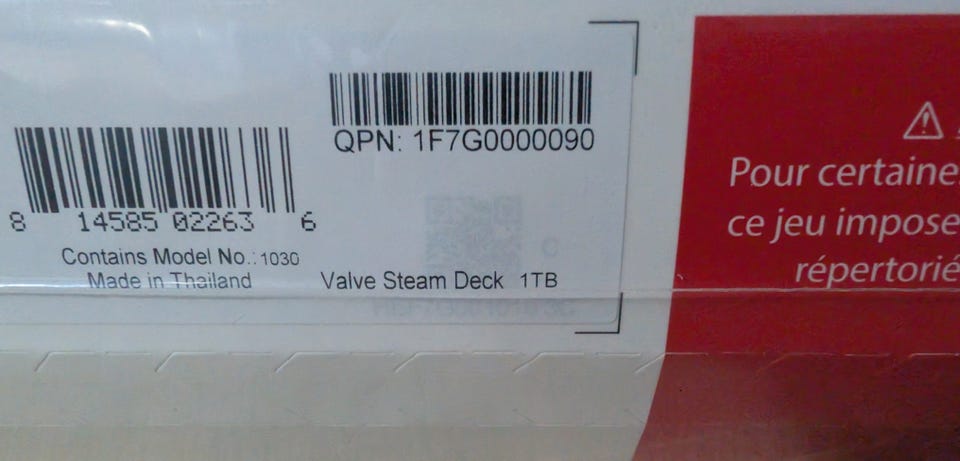 QPN: 1F7G0000090
8 14585 02263 6
Contains Model No.: 1030
Made in Thailand
Valve Steam Deck 1TB
Pour certaine
ce jeu impose
répertorié